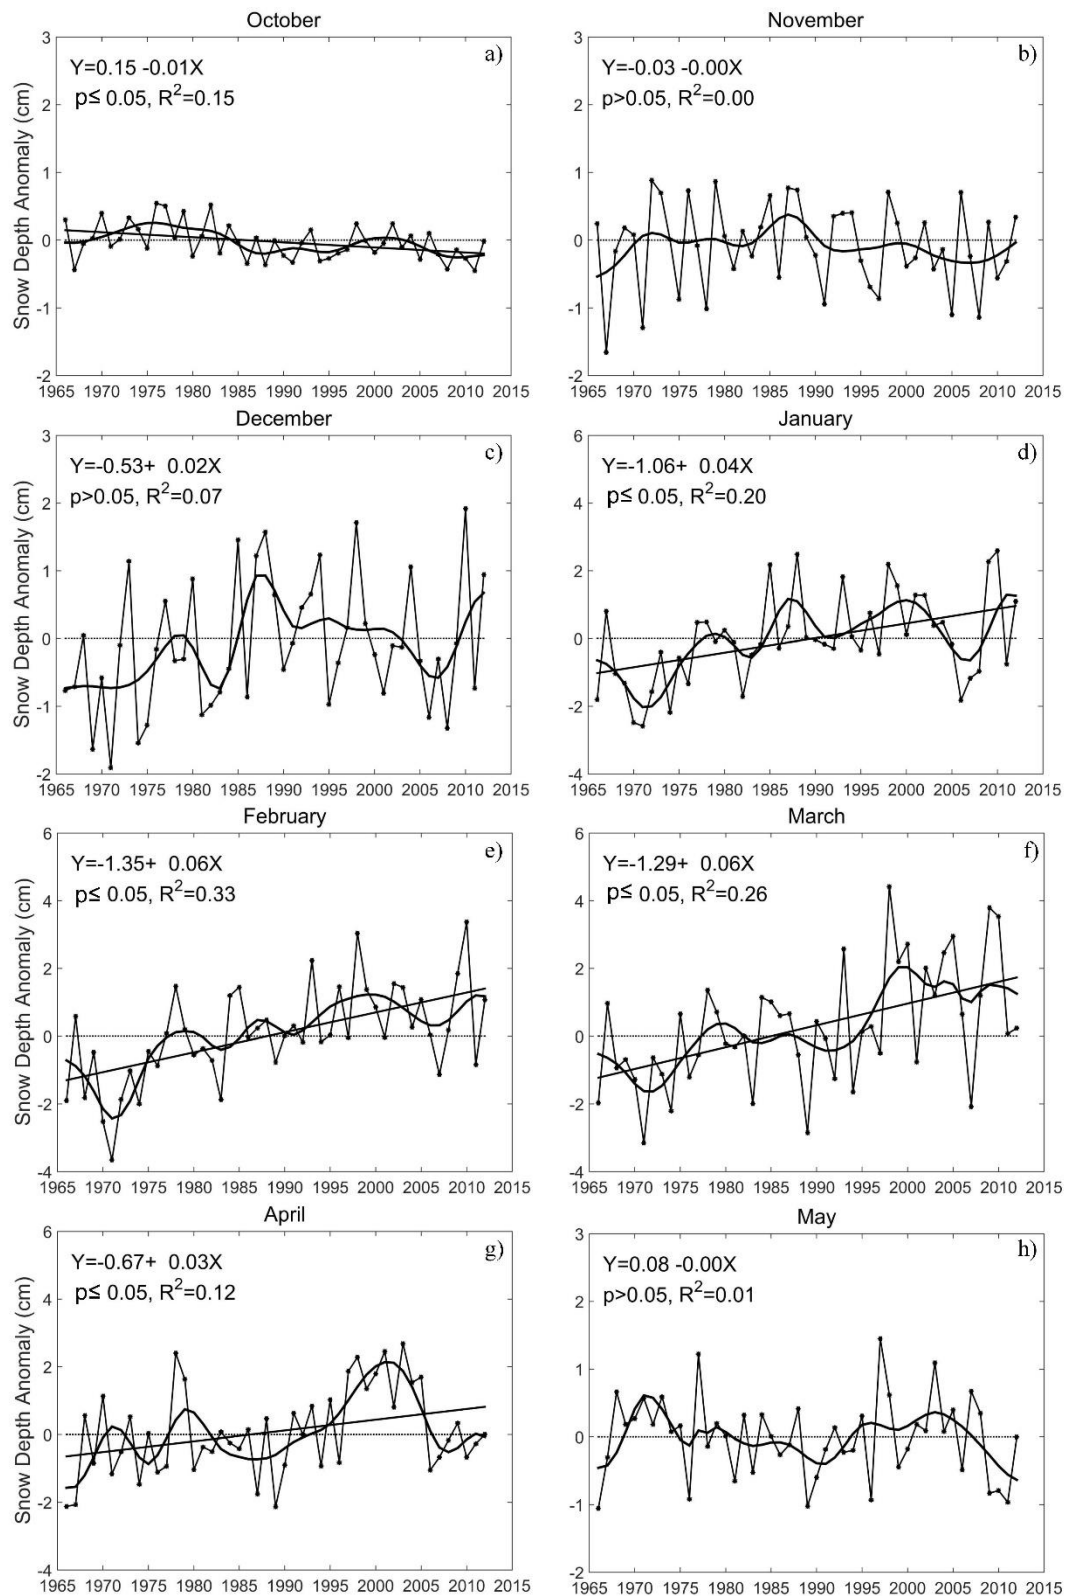 October
a)
Y=0.15 -0.01X
p≤ 0.05, R²=0.15
Snow Depth Anomaly (cm)
3
2
1
0
-1
-2
1965 1970 1975 1980 1985 1990 1995 2000 2005 2010 2015
November
b)
Y=-0.03 -0.00X
p>0.05, R²=0.00
3
2
1
0
-1
-2
1965 1970 1975 1980 1985 1990 1995 2000 2005 2010 2015
December
c)
Y=-0.53+ 0.02X
p>0.05, R²=0.07
Snow Depth Anomaly (cm)
3
2
1
0
-1
-2
1965 1970 1975 1980 1985 1990 1995 2000 2005 2010 2015
January
d)
Y=-1.06+ 0.04X
p≤ 0.05, R²=0.20
6
4
2
0
-2
-4
1965 1970 1975 1980 1985 1990 1995 2000 2005 2010 2015
February
e)
Y=-1.35+ 0.06X
p≤ 0.05, R²=0.33
Snow Depth Anomaly (cm)
6
4
2
0
-2
-4
1965 1970 1975 1980 1985 1990 1995 2000 2005 2010 2015
March
f)
Y=-1.29+ 0.06X
p≤ 0.05, R²=0.26
6
4
2
0
-2
-4
1965 1970 1975 1980 1985 1990 1995 2000 2005 2010 2015
April
g)
Y=-0.67+ 0.03X
p≤ 0.05, R²=0.12
Snow Depth Anomaly (cm)
6
4
2
0
-2
-4
1965 1970 1975 1980 1985 1990 1995 2000 2005 2010 2015
May
h)
Y=0.08 -0.00X
p>0.05, R²=0.01
3
2
1
0
-1
-2
1965 1970 1975 1980 1985 1990 1995 2000 2005 2010 2015